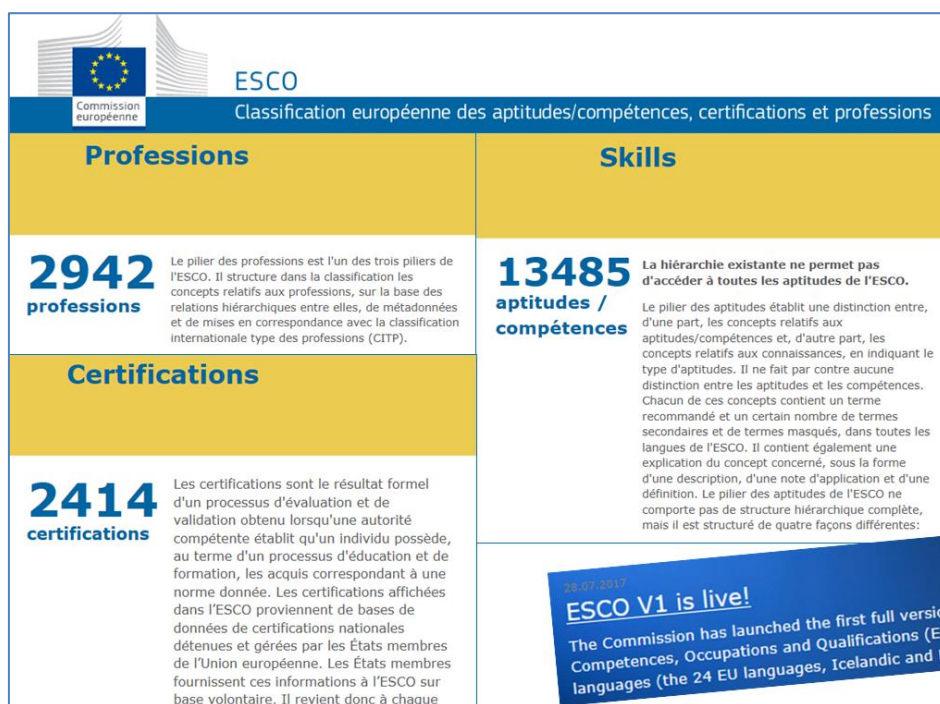 Commission
européenne
ESCO
Classification européenne des aptitudes/compétences, certifications et professions
Professions
2942
professions
Le pilier des professions est l'un des trois piliers de
l'ESCO. Il structure dans la classification les
concepts relatifs aux professions, sur la base des
relations hiérarchiques entre elles, de métadonnées
et de mises en correspondance avec la classification
internationale type des professions (CITP).
Certifications
2414
certifications
Les certifications sont le résultat formel
d'un processus d'évaluation et de
validation obtenu lorsqu'une autorité
compétente établit qu'un individu possède,
au terme d'un processus d'éducation et de
formation, les acquis correspondant à une
norme donnée. Les certifications affichées
dans l'ESCO proviennent de bases de
données de certifications nationales
détenues et gérées par les États membres
de l'Union européenne. Les États membres
fournissent ces informations à l'ESCO sur
base volontaire. Il revient donc à chaque
Skills
13485
aptitudes /
compétences
La hiérarchie existante ne permet pas
d'accéder à toutes les aptitudes de l'ESCO.
Le pilier des aptitudes établit une distinction entre,
d'une part, les concepts relatifs aux
aptitudes/compétences et, d'autre part, les
concepts relatifs aux connaissances, en indiquant le
type d'aptitudes. Il ne fait par contre aucune
distinction entre les aptitudes et les compétences.
Chacun de ces concepts contient un terme
recommandé et un certain nombre de termes
secondaires et de termes masqués, dans toutes les
langues de l'ESCO. Il contient également une
explication du concept concerné, sous la forme
d'une description, d'une note d'application et d'une
définition. Le pilier des aptitudes de l'ESCO ne
comporte pas de structure hiérarchique complète,
mais il est structuré de quatre façons différentes:
28.07.2017
ESCO V1 is live!
The Commission has launched the first full versio
Competences, Occupations and Qualifications (E
languages (the 24 EU languages, Icelandic and